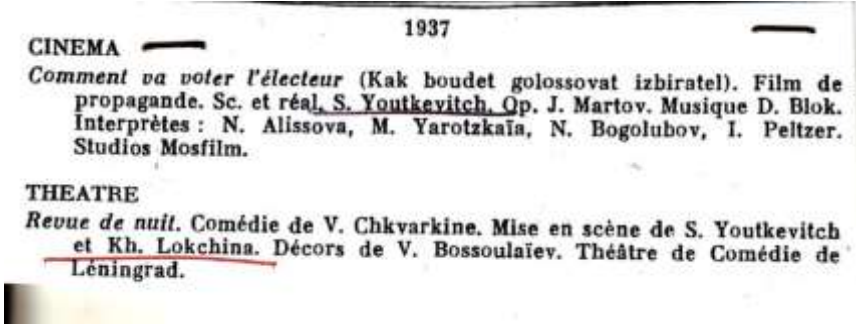 1937
CINEMA
Comment va voter l'électeur (Kak boudet golossovat izbiratel). Film de
propagande. Sc. et réal. S. Youtkevitch. Op. J. Martov. Musique D. Blok.
Interprètes : N. Alissova, M. Yarotzkaïa, N. Bogolubov, I. Peltzer.
Studios Mosfilm.
THEATRE
Revue de nuit. Comédie de V. Chkvarkine. Mise en scène de S. Youtkevitch
et Kh. Lokchina. Décors de V. Bossoulaïev. Théâtre de Comédie de
Léningrad.